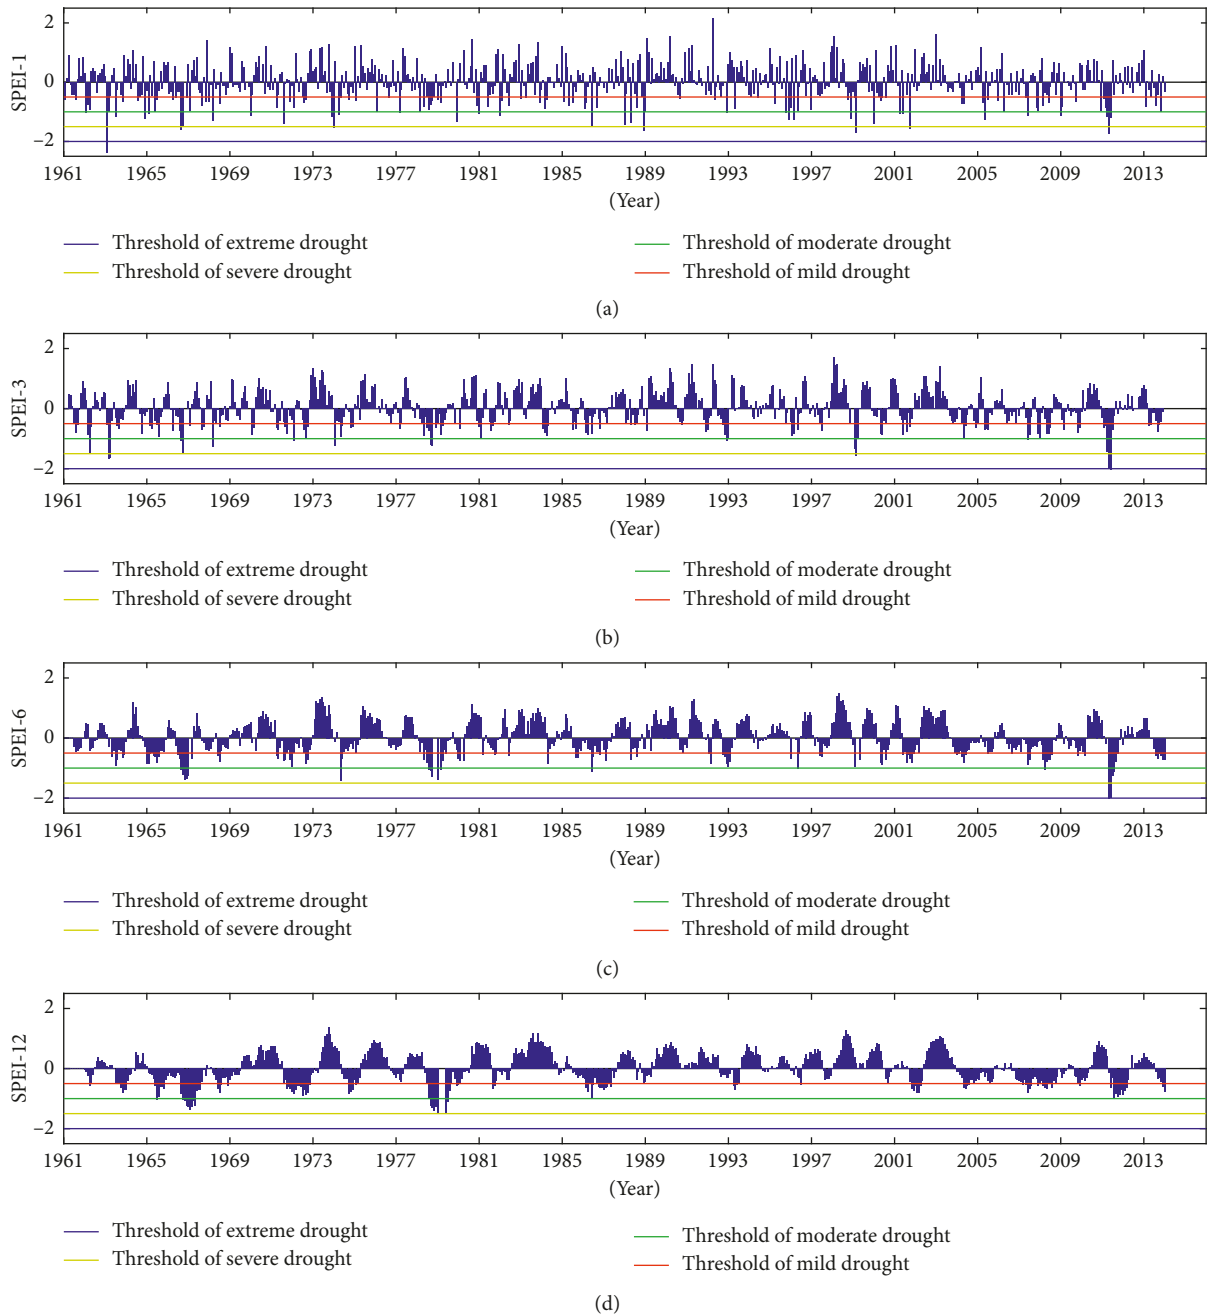 SPEI-1
2
0
−2
1961 1965 1969 1973 1977 1981 1985 1989 1993 1997 2001 2005 2009 2013
(Year)
Threshold of extreme drought
Threshold of severe drought
Threshold of moderate drought
Threshold of mild drought
(a)
SPEI-3
2
0
−2
1961 1965 1969 1973 1977 1981 1985 1989 1993 1997 2001 2005 2009 2013
(Year)
Threshold of extreme drought
Threshold of severe drought
Threshold of moderate drought
Threshold of mild drought
(b)
SPEI-6
2
0
−2
1961 1965 1969 1973 1977 1981 1985 1989 1993 1997 2001 2005 2009 2013
(Year)
Threshold of extreme drought
Threshold of severe drought
Threshold of moderate drought
Threshold of mild drought
(c)
SPEI-12
2
0
−2
1961 1965 1969 1973 1977 1981 1985 1989 1993 1997 2001 2005 2009 2013
(Year)
Threshold of extreme drought
Threshold of severe drought
Threshold of moderate drought
Threshold of mild drought
(d)